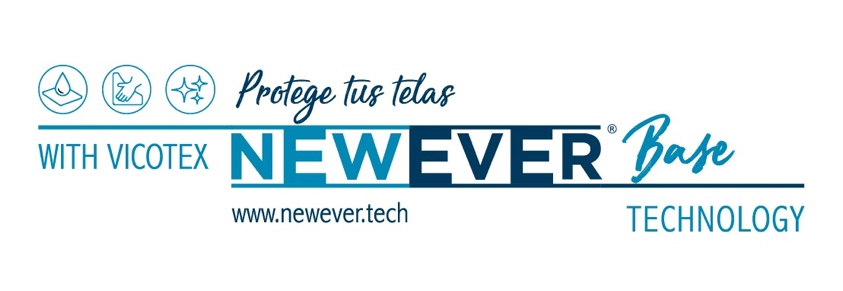 Protege tus telas
WITH VICOTEX NEWEVER® Base
www.newever.tech
TECHNOLOGY